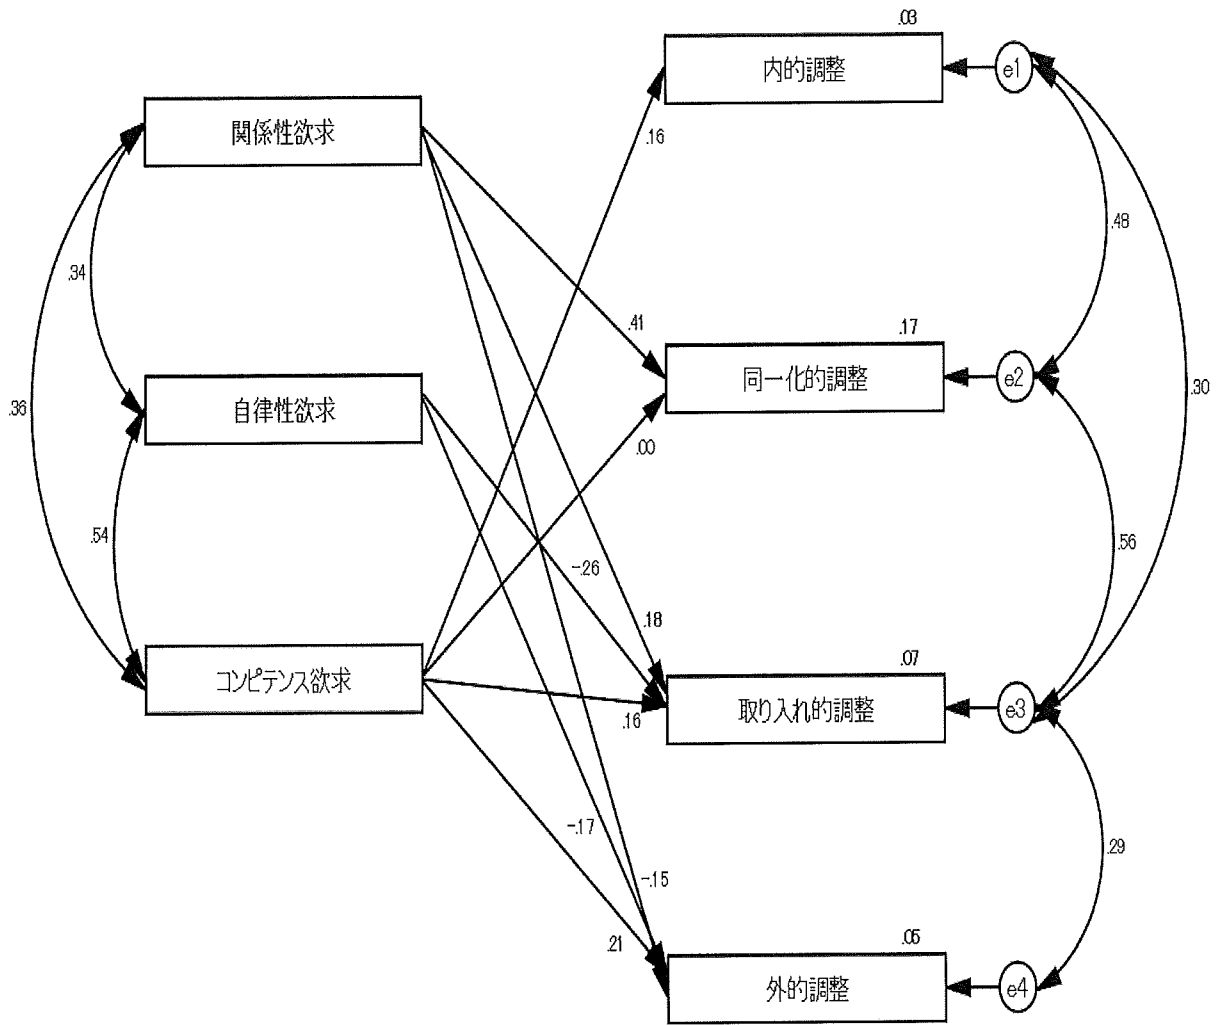 .03
内的調整
e1
関係性欲求
.16
.48
.34
.41
.17
同一化的調整
e2
.36
自律性欲求
.30
.00
.54
-.26
.56
.18
.07
コンピテンス欲求
取り入れ的調整
e3
.16
-.17
.29
-.15
.21
.05
外的調整
e4